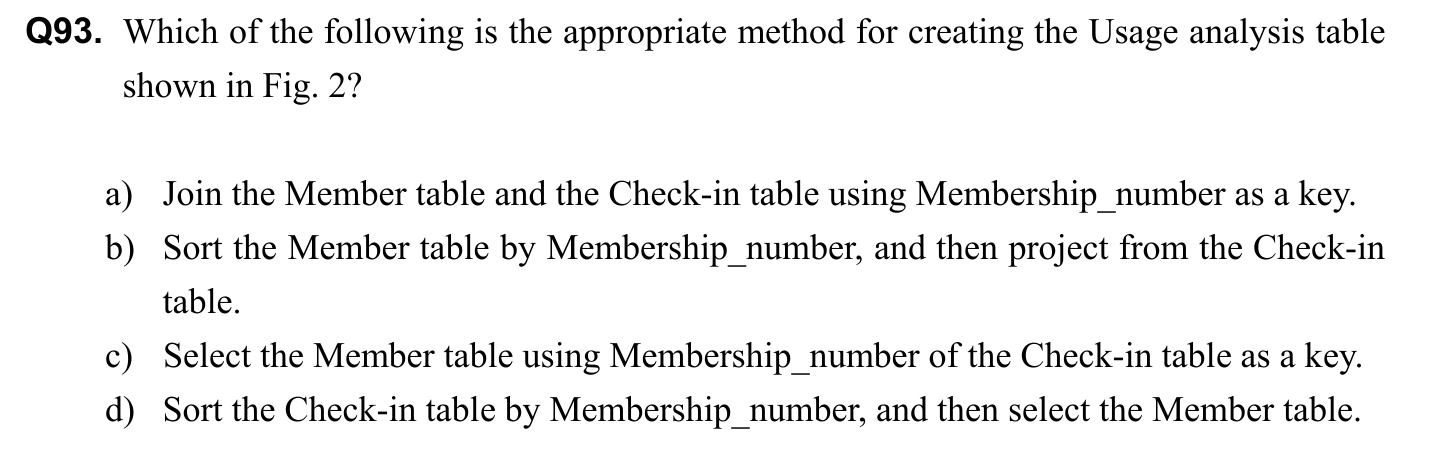 Q93. Which of the following is the appropriate method for creating the Usage analysis table
shown in Fig. 2?
a) Join the Member table and the Check-in table using Membership_number as a key.
b) Sort the Member table by Membership_number, and then project from the Check-in
table.
c) Select the Member table using Membership_number of the Check-in table as a key.
d) Sort the Check-in table by Membership_number, and then select the Member table.